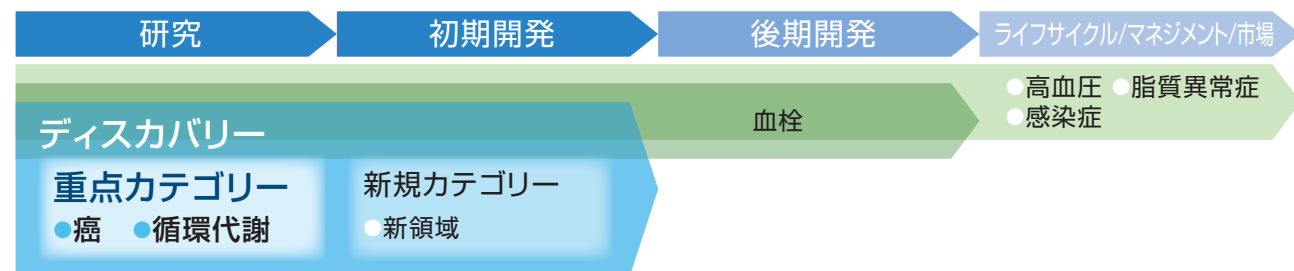 研究 初期開発 後期開発 ライフサイクル/マネジメント/市場
●高血圧 ●脂質異常症
●感染症
血栓
ディスカバリー
重点カテゴリー
●癌 ●循環代謝
新規カテゴリー
●新領域